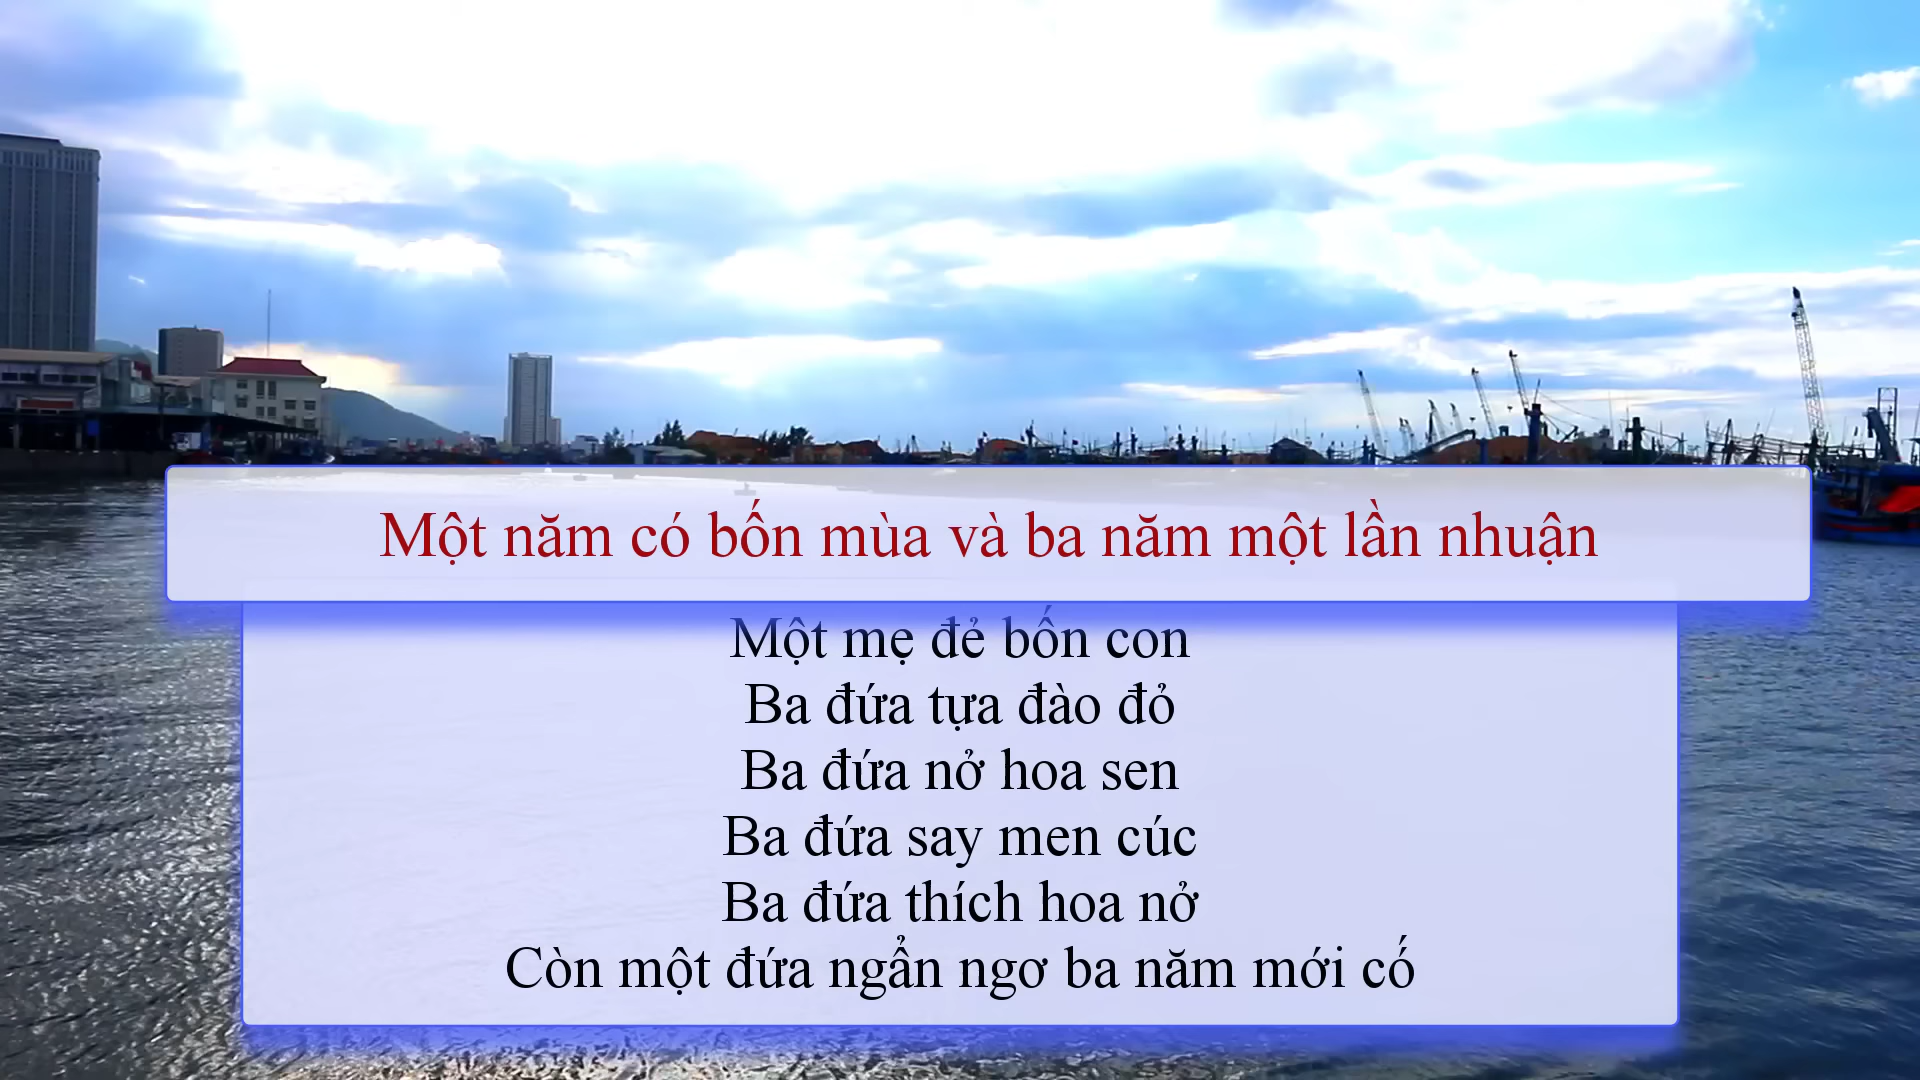 Một năm có bốn mùa và ba năm một lần nhuận
Một mẹ đẻ bốn con
Ba đứa tựa đào đỏ
Ba đứa nở hoa sen
Ba đứa say men cúc
Ba đứa thích hoa nở
Còn một đứa ngẩn ngơ ba năm mới cố